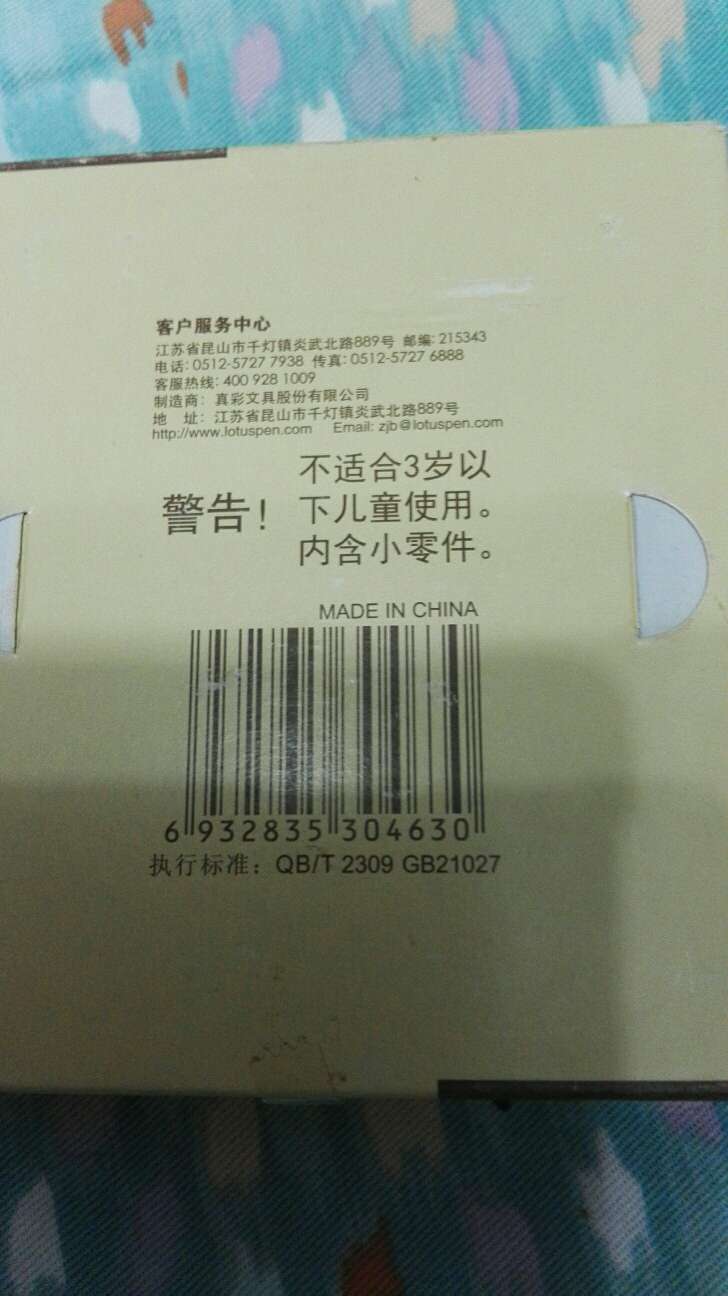 客户服务中心
江苏省昆山市千灯镇炎武北路889号 邮编: 215343
电话: 0512-5727 7938 传真: 0512-5727 6888
客服热线: 400 928 1009
制造商: 真彩文具股份有限公司
地 址: 江苏省昆山市千灯镇炎武北路889号
http://www.lotuspen.com Email: zjb@lotuspen.com
警告!
不适合3岁以
下儿童使用。
内含小零件。
MADE IN CHINA
6 932835 304630
执行标准: QB/T 2309 GB21027